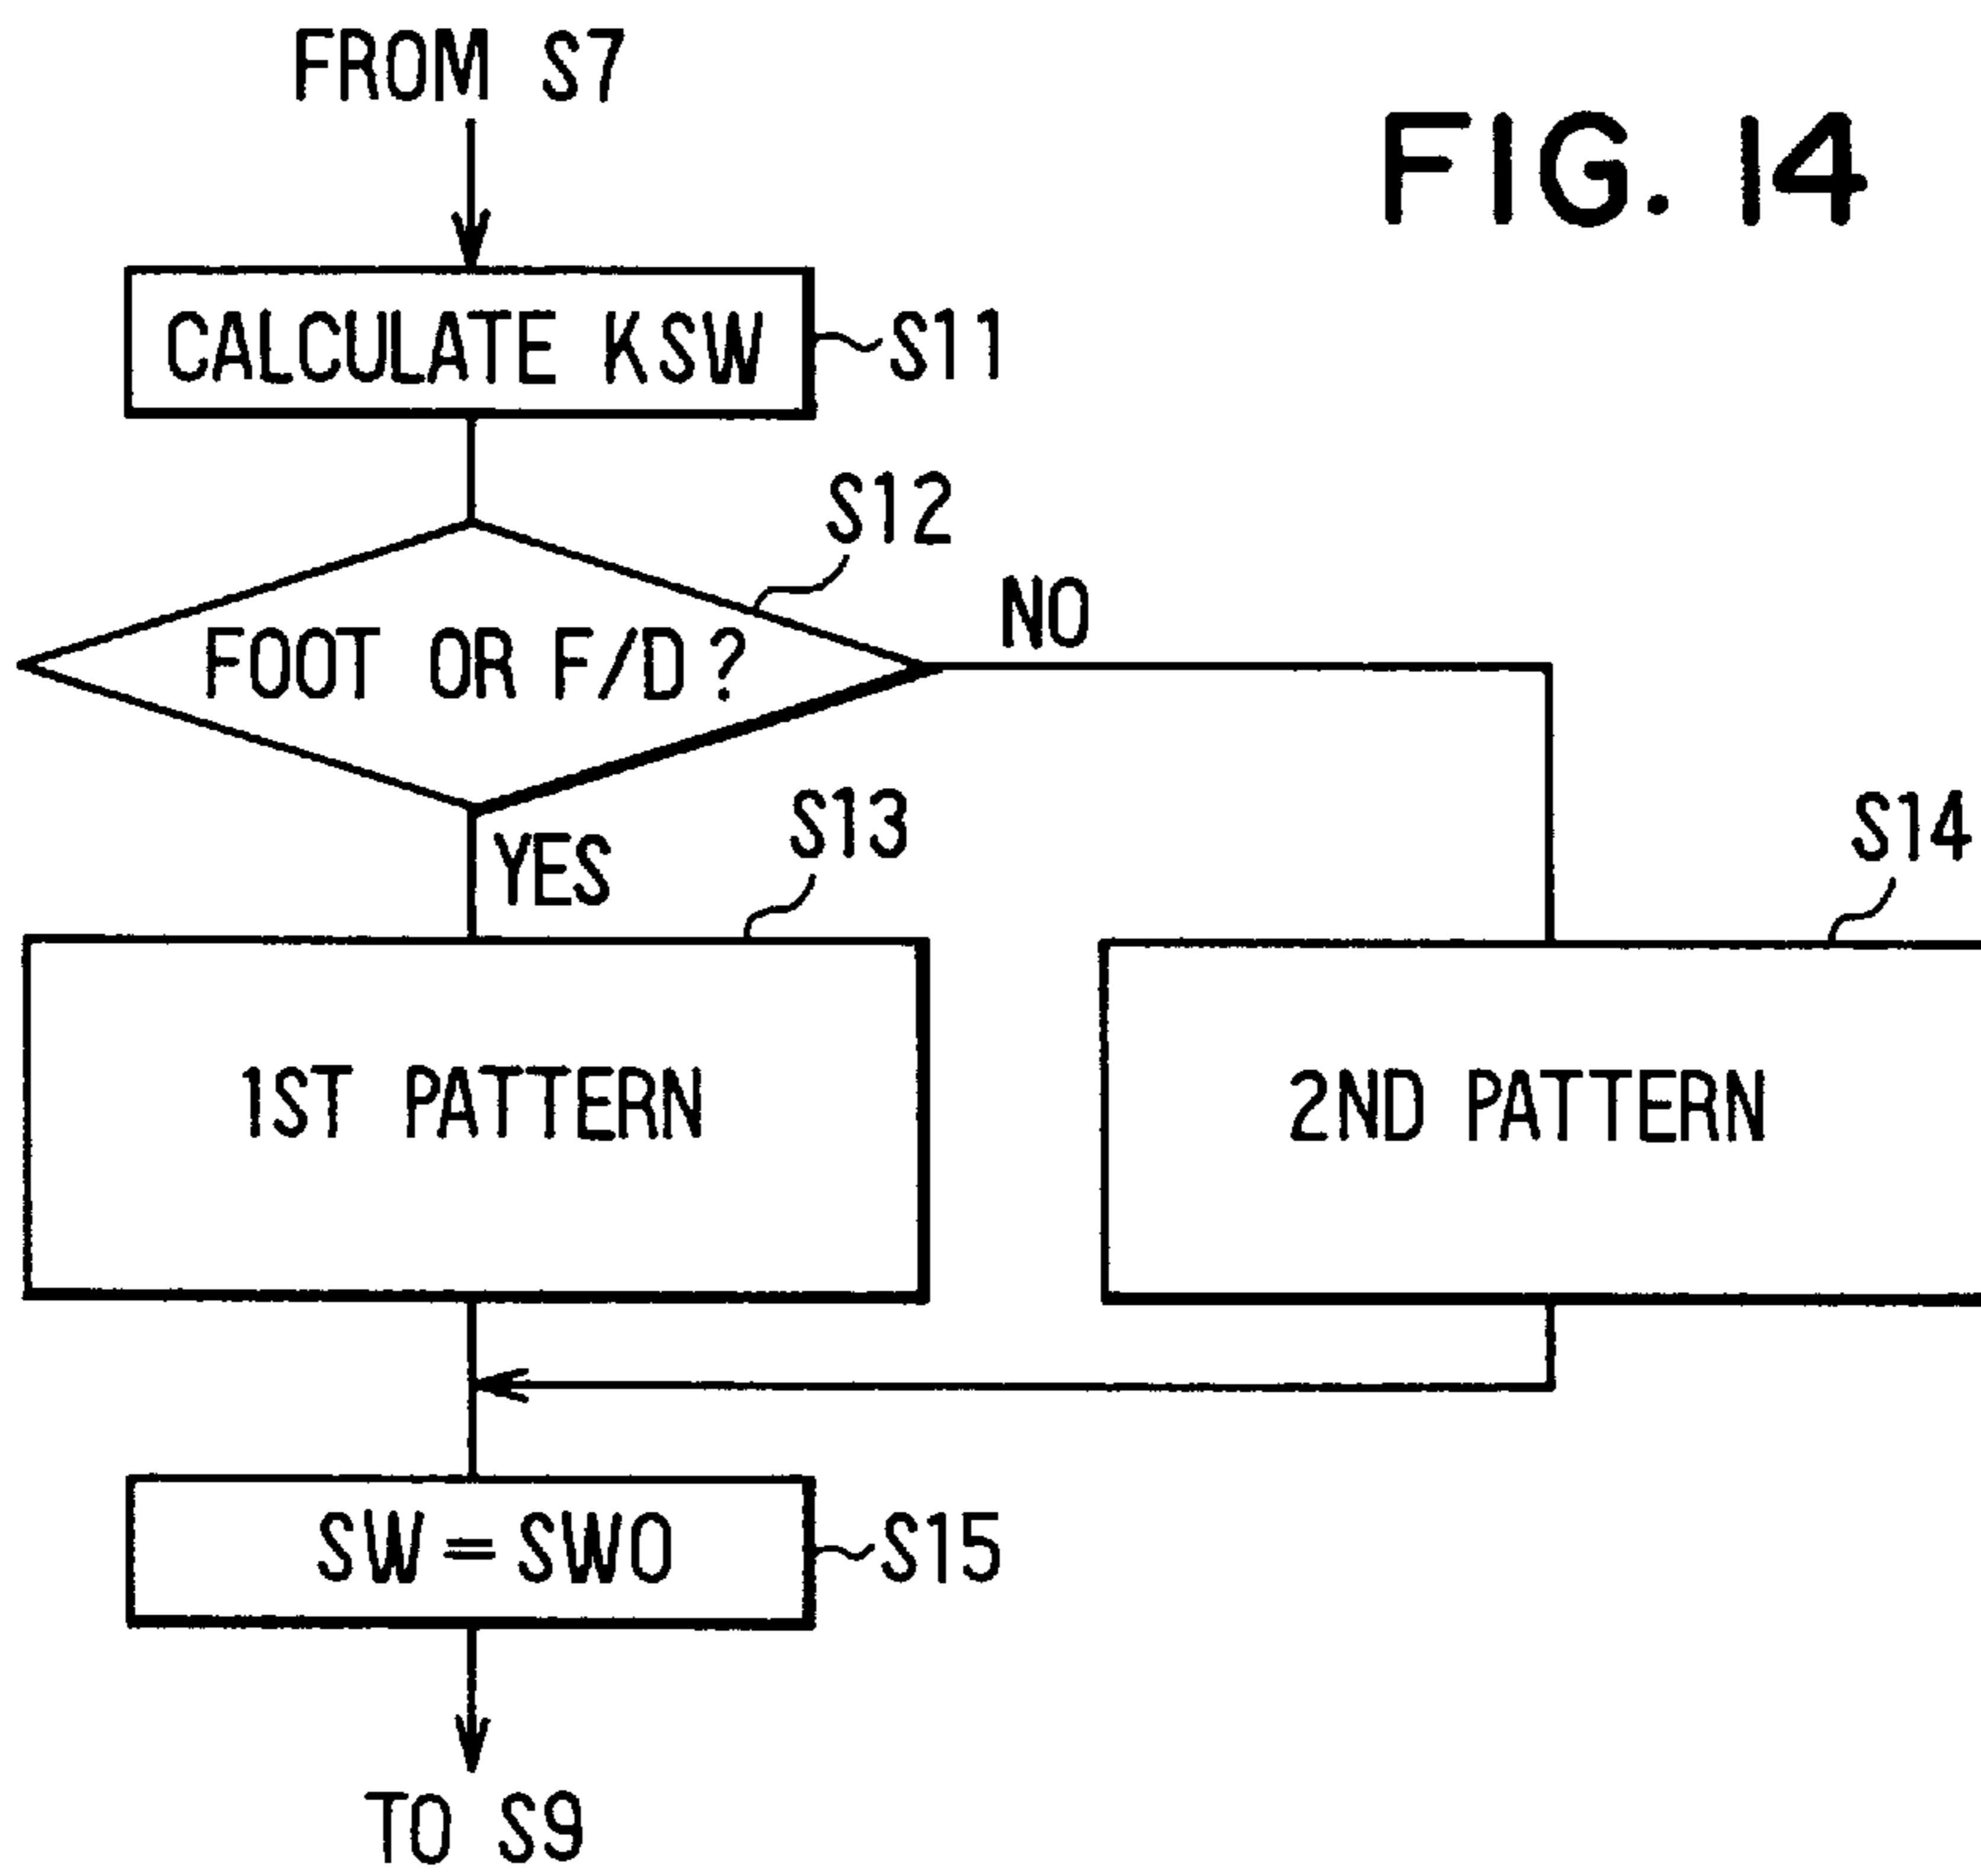 FROM S7
FIG. 14
CALCULATE KSW
S11
S12
FOOT OR F/D ?
NO
YES
S13
S14
1ST PATTERN
2ND PATTERN
SW = SWO
S15
TO S9